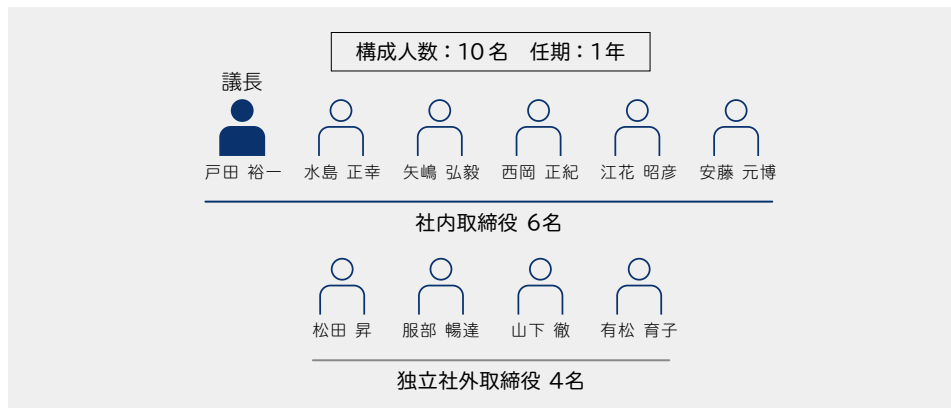 構成人数：10名　任期：1年
議長
戸田 裕一　水島 正幸　矢嶋 弘毅　西岡 正紀　江花 昭彦　安藤 元博
社内取締役 6名
松田 昇　服部 暢達　山下 徹　有松 育子
独立社外取締役 4名